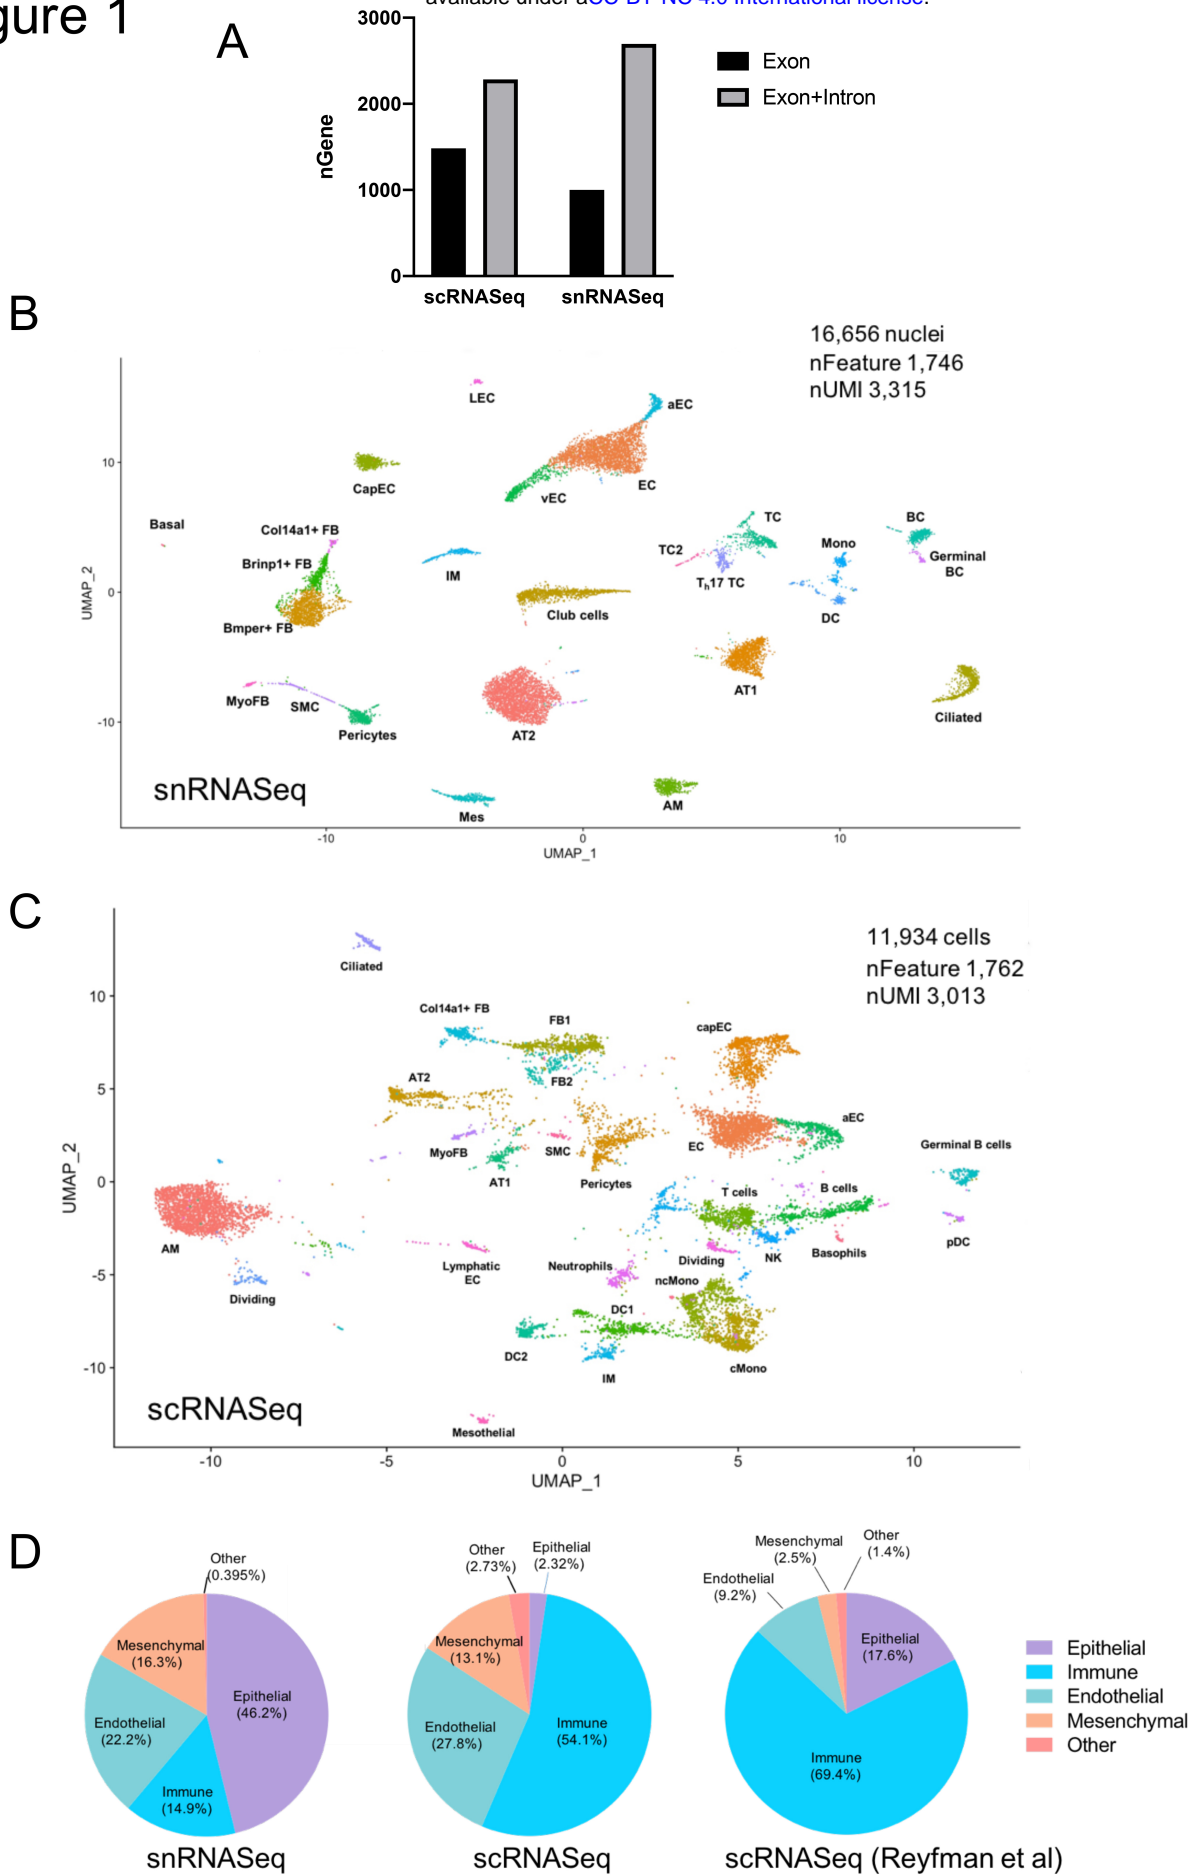 gure 1
available under aCC-BY-NC 4.0 International license.
A
3000
2000
1000
0
nGene
scRNASeq
snRNASeq
Exon
Exon+Intron
B
16,656 nuclei
nFeature 1,746
nUMI 3,315
LEC
aEC
CapEC
vEC
EC
Basal
Col14a1+ FB
Brinp1+ FB
Bmper+ FB
IM
Club cells
TC
TC2
Th17 TC
Mono
DC
BC
Germinal
BC
MyoFB
SMC
Pericytes
AT2
AT1
Ciliated
Mes
AM
snRNASeq
10
0
-10
UMAP_2
-10
0
10
UMAP_1
C
11,934 cells
nFeature 1,762
nUMI 3,013
Ciliated
Col14a1+ FB
FB1
FB2
capEC
AT2
MyoFB
AT1
SMC
Pericytes
EC
aEC
Germinal B cells
T cells
B cells
AM
Dividing
Lymphatic
EC
Neutrophils
Dividing
NK
Basophils
pDC
ncMono
DC1
DC2
IM
cMono
Mesothelial
scRNASeq
10
5
0
-5
-10
UMAP_2
-10
-5
0
5
10
UMAP_1
D
Other
(0.395%)
Mesenchymal
(16.3%)
Epithelial
(46.2%)
Endothelial
(22.2%)
Immune
(14.9%)
snRNASeq
Other
(2.73%)
Epithelial
(2.32%)
Mesenchymal
(13.1%)
Endothelial
(27.8%)
Immune
(54.1%)
scRNASeq
Mesenchymal
(2.5%)
Other
(1.4%)
Endothelial
(9.2%)
Epithelial
(17.6%)
Immune
(69.4%)
scRNASeq (Reyfman et al)
Epithelial
Immune
Endothelial
Mesenchymal
Other